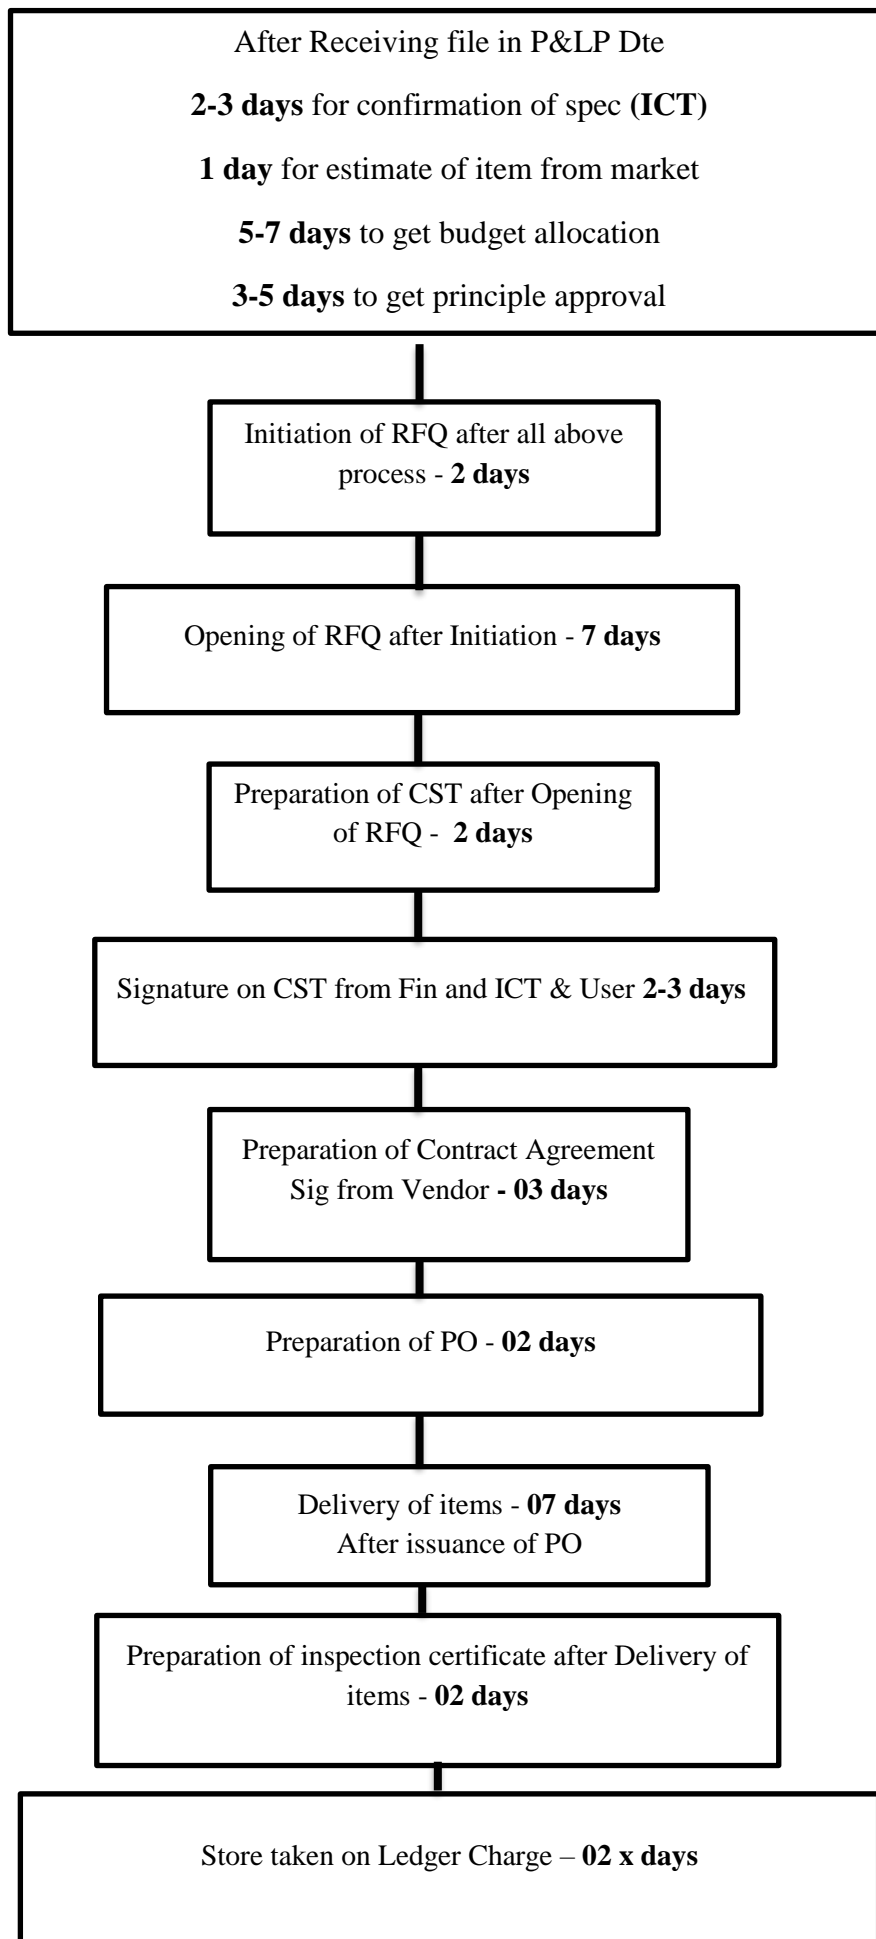 After Receiving file in P&LP Dte
2-3 days for confirmation of spec (ICT)
1 day for estimate of item from market
5-7 days to get budget allocation
3-5 days to get principle approval
Initiation of RFQ after all above
process - 2 days
Opening of RFQ after Initiation - 7 days
Preparation of CST after Opening
of RFQ - 2 days
Signature on CST from Fin and ICT & User 2-3 days
Preparation of Contract Agreement
Sig from Vendor - 03 days
Preparation of PO - 02 days
Delivery of items - 07 days
After issuance of PO
Preparation of inspection certificate after Delivery of
items - 02 days
Store taken on Ledger Charge – 02 x days